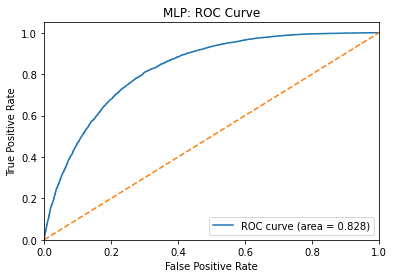 MLP: ROC Curve
True Positive Rate
1.0
0.8
0.6
0.4
0.2
0.0
ROC curve (area = 0.828)
0.0 0.2 0.4 0.6 0.8 1.0
False Positive Rate